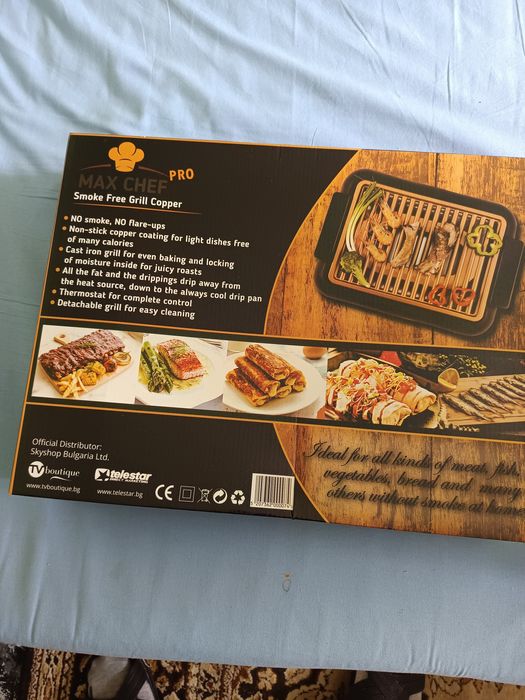 MAX CHEF PRO
Smoke Free Grill Copper
• NO smoke, NO flare-ups
• Non-stick copper coating for light dishes free
of many calories
• Cast iron grill for even baking and locking
of moisture inside for juicy roasts
• All the fat and the drippings drip away from
the heat source, down to the always cool drip pan
• Thermostat for complete control
• Detachable grill for easy cleaning
Ideal for all kinds of meat, fish,
vegetables, bread and many
others without smoke at home
Official Distributor:
Skyshop Bulgaria Ltd.
TV boutique
www.tvboutique.bg
telestar
www.telestar.bg
CE